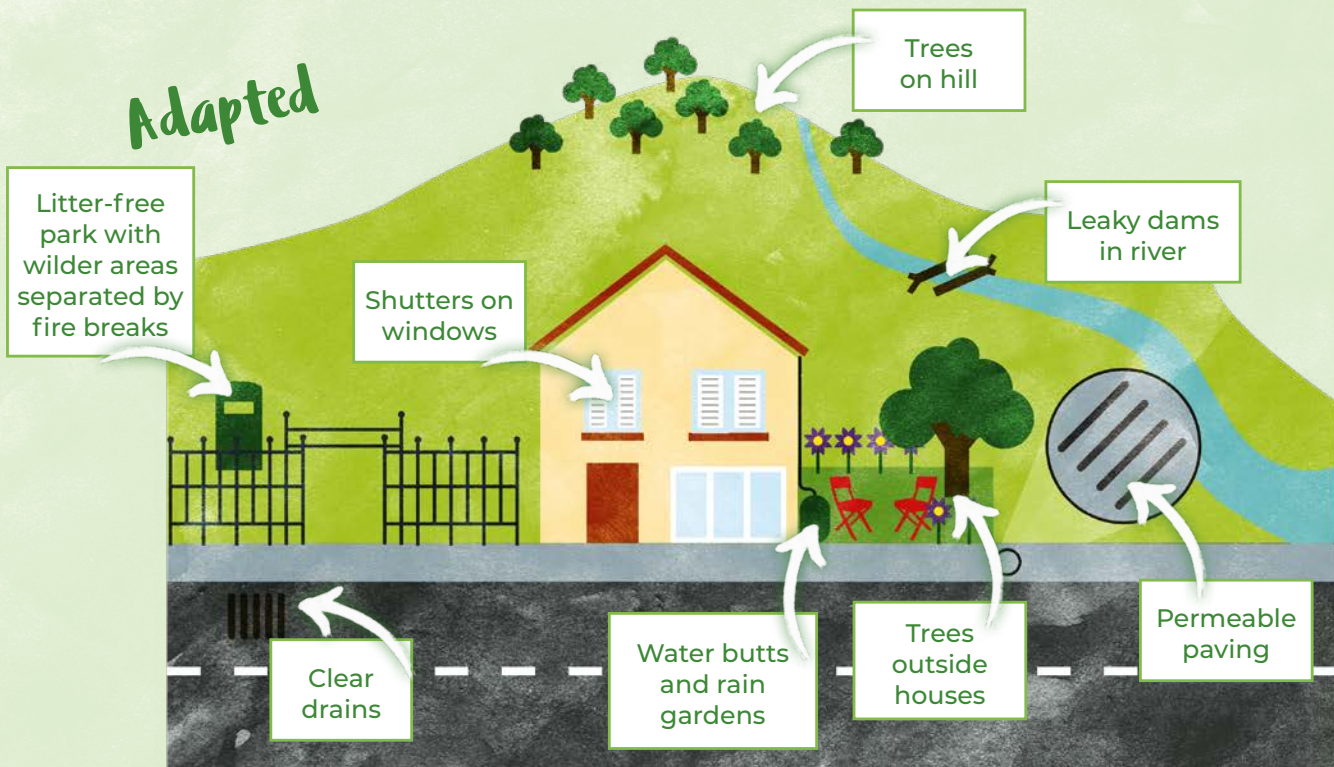 Adapted
Trees
on hill
Litter-free
park with
wilder areas
separated by
fire breaks
Leaky dams
in river
Shutters on
windows
Clear
drains
Water butts
and rain
gardens
Trees
outside
houses
Permeable
paving